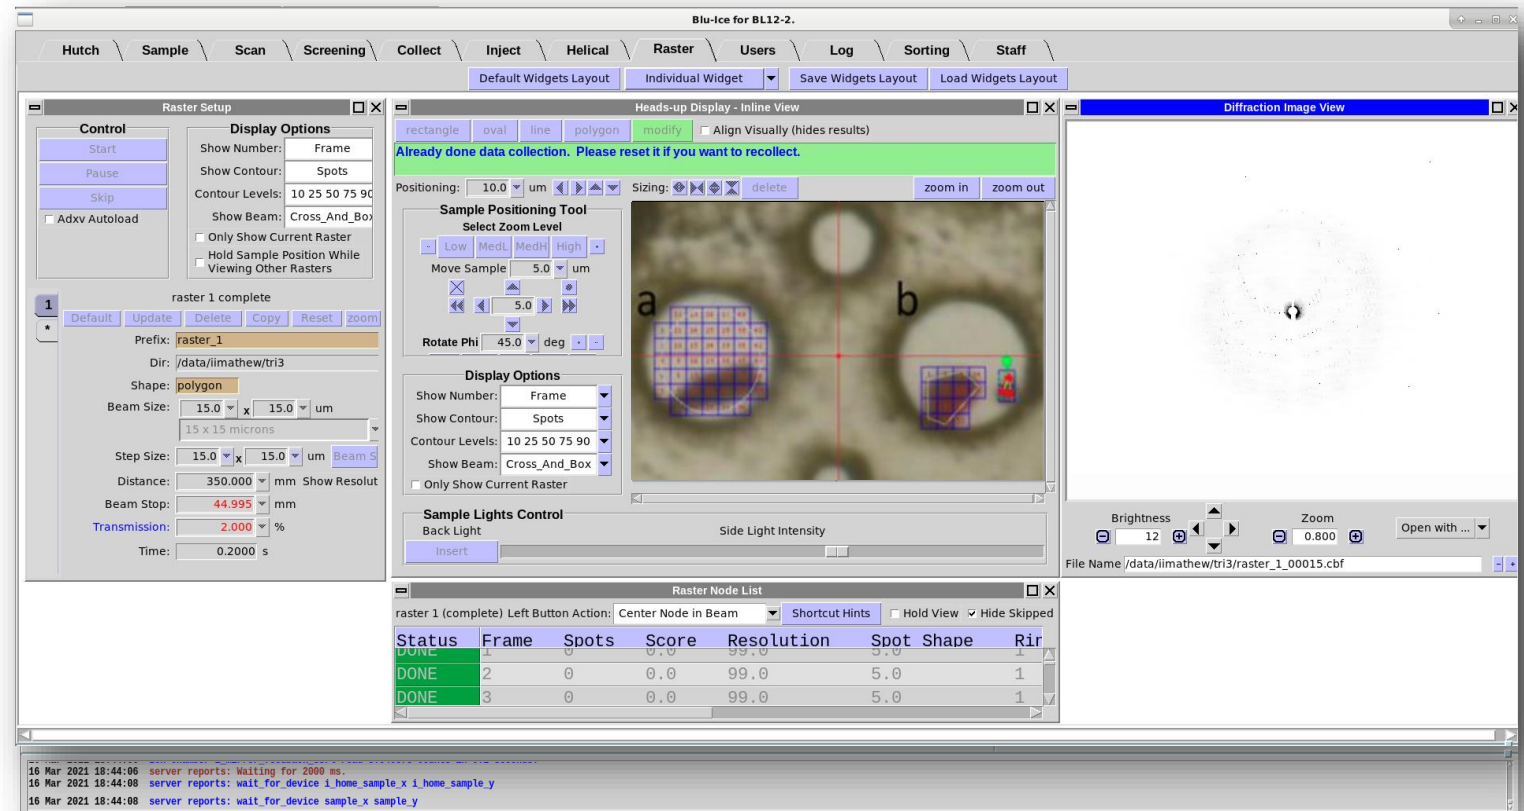 Blu-Ice for BL12-2.
Hutch Sample Scan Screening Collect Inject Helical Raster Users Log Sorting Staff
Default Widgets Layout Individual Widget Save Widgets Layout Load Widgets Layout
Raster Setup
Control
Start
Pause
Skip
Adxv Autoload
Display Options
Show Number: Frame
Show Contour: Spots
Contour Levels: 10 25 50 75 90
Show Beam: Cross_And_Box
Only Show Current Raster
Hold Sample Position While
Viewing Other Rasters
1
*
raster 1 complete
Default Update Delete Copy Reset zoom
Prefix: raster_1
Dir: /data/iimathew/tri3
Shape: polygon
Beam Size: 15.0 x 15.0 um
15 x 15 microns
Step Size: 15.0 x 15.0 um Beam S
Distance: 350.000 mm Show Resolut
Beam Stop: 44.995 mm
Transmission: 2.000 %
Time: 0.2000 s
Heads-up Display - Inline View
rectangle oval line polygon modify Align Visually (hides results)
Already done data collection. Please reset it if you want to recollect.
Positioning: 10.0 um Sizing: delete zoom in zoom out
Sample Positioning Tool
Select Zoom Level
- Low MedL MedH High +
Move Sample 5.0 um
5.0
Rotate Phi 45.0 deg + -
Display Options
Show Number: Frame
Show Contour: Spots
Contour Levels: 10 25 50 75 90
Show Beam: Cross_And_Box
Only Show Current Raster
a
b
Sample Lights Control
Back Light Side Light Intensity
Insert
Raster Node List
raster 1 (complete) Left Button Action: Center Node in Beam Shortcut Hints Hold View Hide Skipped
Status Frame Spots Score Resolution Spot Shape Rin
DONE 1 0 0.0 99.0 5.0 1
DONE 2 0 0.0 99.0 5.0 1
DONE 3 0 0.0 99.0 5.0 1
Diffraction Image View
Brightness
12
Zoom
0.800
Open with ...
File Name /data/iimathew/tri3/raster_1_00015.cbf
16 Mar 2021 18:44:06 server reports: Waiting for 2000 ms.
16 Mar 2021 18:44:08 server reports: wait_for_device i_home_sample_x i_home_sample_y
16 Mar 2021 18:44:08 server reports: wait_for_device sample_x sample_y